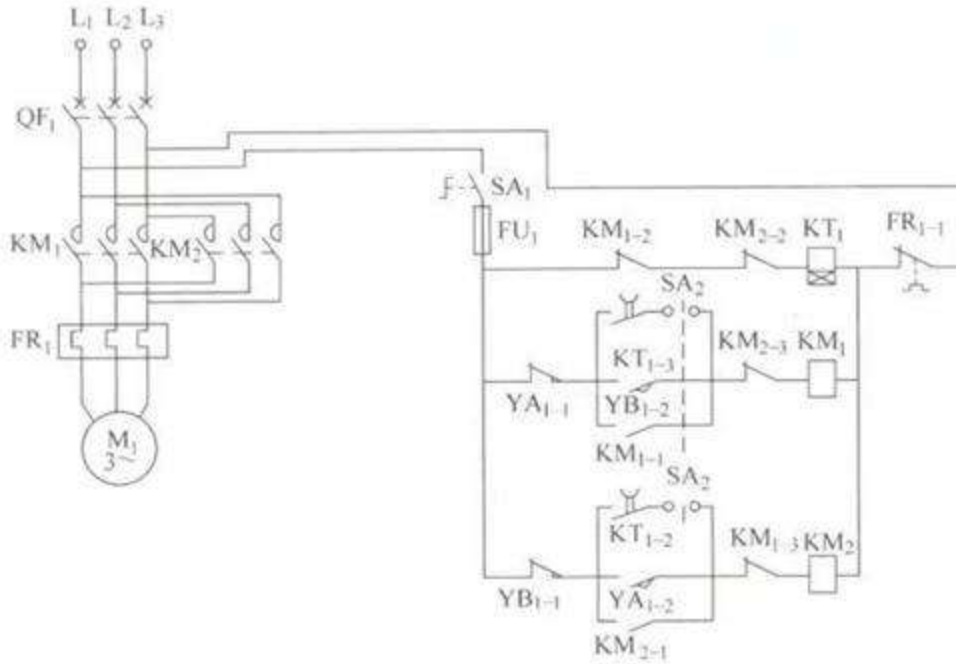 L₁ L₂ L₃
QF₁
SA₁
FU₁
KM₁ KM₂
KM₁₋₂ KM₂₋₂ KT₁ FR₁₋₁
SA₂
FR₁
KT₁₋₃ KM₂₋₃ KM₁
YA₁₋₁ YB₁₋₂
KM₁₋₁
M₁
3~
SA₂
KT₁₋₂
KM₁₋₃ KM₂
YB₁₋₁ YA₁₋₂
KM₂₋₁